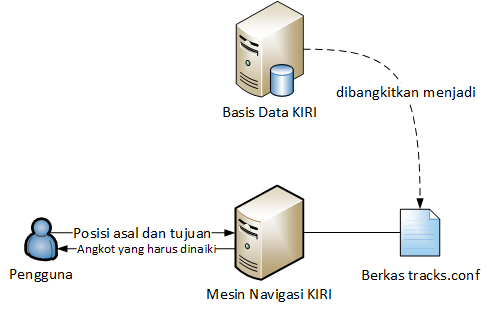 Basis Data KIRI
dibangkitkan menjadi
Posisi asal dan tujuan
Angkot yang harus dinaiki
Pengguna
Mesin Navigasi KIRI
Berkas tracks.conf